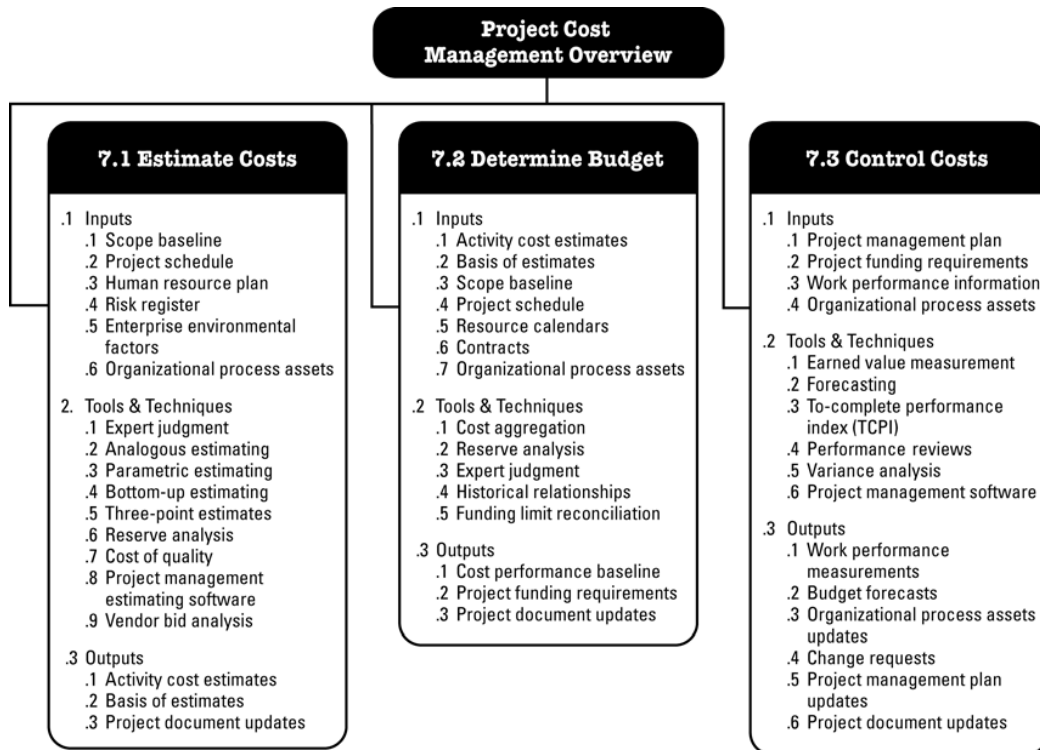 Project Cost
Management Overview
7.1 Estimate Costs
.1 Inputs
.1 Scope baseline
.2 Project schedule
.3 Human resource plan
.4 Risk register
.5 Enterprise environmental
factors
.6 Organizational process assets
2. Tools & Techniques
.1 Expert judgment
.2 Analogous estimating
.3 Parametric estimating
.4 Bottom-up estimating
.5 Three-point estimates
.6 Reserve analysis
.7 Cost of quality
.8 Project management
estimating software
.9 Vendor bid analysis
.3 Outputs
.1 Activity cost estimates
.2 Basis of estimates
.3 Project document updates
7.2 Determine Budget
.1 Inputs
.1 Activity cost estimates
.2 Basis of estimates
.3 Scope baseline
.4 Project schedule
.5 Resource calendars
.6 Contracts
.7 Organizational process assets
.2 Tools & Techniques
.1 Cost aggregation
.2 Reserve analysis
.3 Expert judgment
.4 Historical relationships
.5 Funding limit reconciliation
.3 Outputs
.1 Cost performance baseline
.2 Project funding requirements
.3 Project document updates
7.3 Control Costs
.1 Inputs
.1 Project management plan
.2 Project funding requirements
.3 Work performance information
.4 Organizational process assets
.2 Tools & Techniques
.1 Earned value measurement
.2 Forecasting
.3 To-complete performance
index (TCPI)
.4 Performance reviews
.5 Variance analysis
.6 Project management software
.3 Outputs
.1 Work performance
measurements
.2 Budget forecasts
.3 Organizational process assets
updates
.4 Change requests
.5 Project management plan
updates
.6 Project document updates